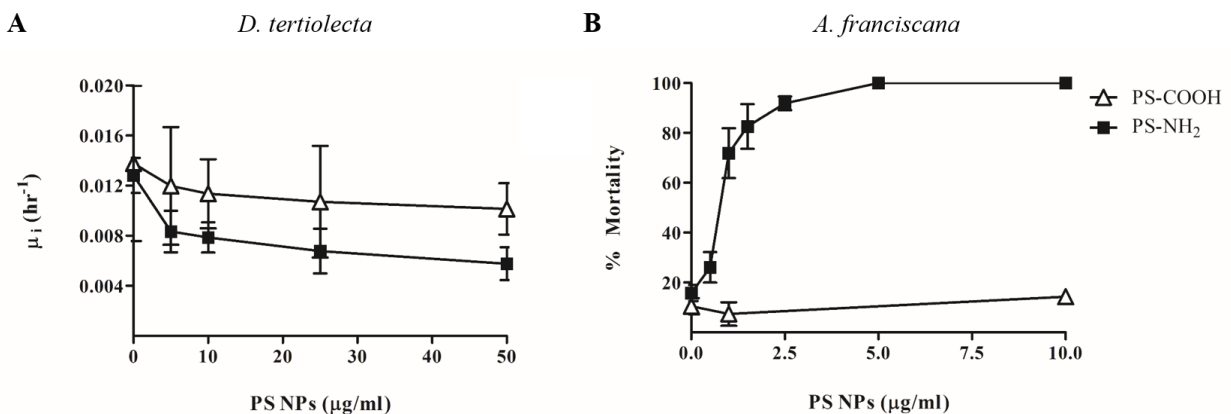 A
D. tertiolecta
0.020
0.016
0.012
0.008
0.004
μ i (hr-1)
0
10
20
30
40
50
PS NPs (μg/ml)
B
A. franciscana
100
80
60
40
20
% Mortality
0.0
2.5
5.0
7.5
10.0
PS NPs (μg/ml)
PS-COOH
PS-NH2